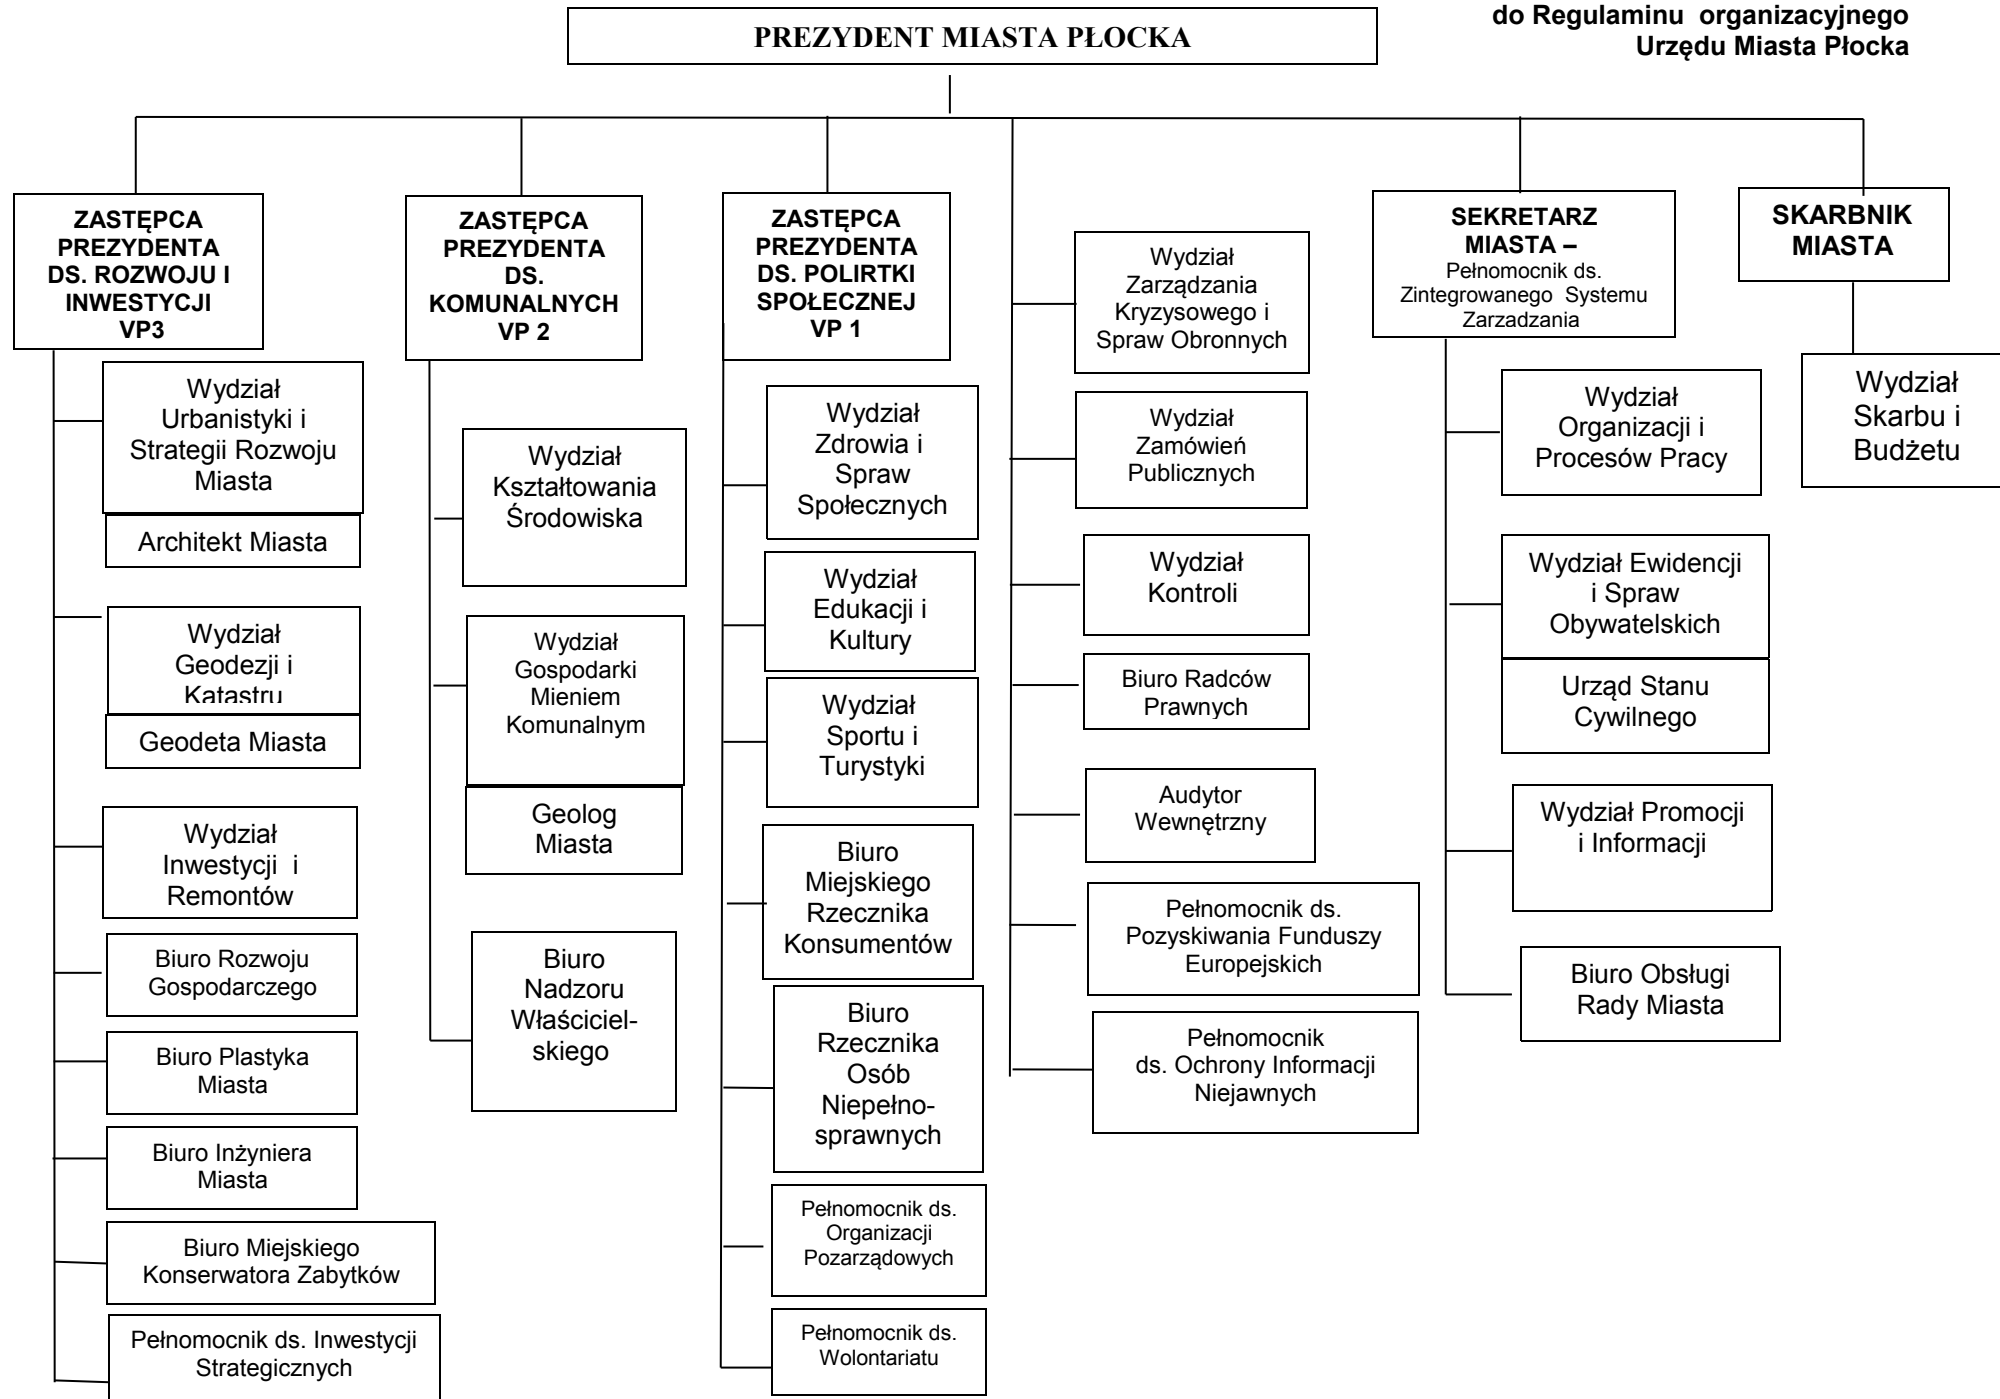 do Regulaminu organizacyjnego
Urzędu Miasta Płocka
PREZYDENT MIASTA PŁOCKA
ZASTĘPCA
PREZYDENTA
DS. ROZWOJU I
INWESTYCJI
VP3
Wydział
Urbanistyki i
Strategii Rozwoju
Miasta
Architekt Miasta
Wydział
Geodezji i
Katastru
Geodeta Miasta
Wydział
Inwestycji i
Remontów
Biuro Rozwoju
Gospodarczego
Biuro Plastyka
Miasta
Biuro Inżyniera
Miasta
Biuro Miejskiego
Konserwatora Zabytków
Pełnomocnik ds. Inwestycji
Strategicznych
ZASTĘPCA
PREZYDENTA
DS.
KOMUNALNYCH
VP 2
Wydział
Kształtowania
Środowiska
Wydział
Gospodarki
Mieniem
Komunalnym
Geolog
Miasta
Biuro
Nadzoru
Właściciel-
skiego
ZASTĘPCA
PREZYDENTA
DS. POLIRTKI
SPOŁECZNEJ
VP 1
Wydział
Zdrowia i
Spraw
Społecznych
Wydział
Edukacji i
Kultury
Wydział
Sportu i
Turystyki
Biuro
Miejskiego
Rzecznika
Konsumentów
Biuro
Rzecznika
Osób
Niepełno-
sprawnych
Pełnomocnik ds.
Organizacji
Pozarządowych
Pełnomocnik ds.
Wolontariatu
Wydział
Zarządzania
Kryzysowego i
Spraw Obronnych
Wydział
Zamówień
Publicznych
Wydział
Kontroli
Biuro Radców
Prawnych
Audytor
Wewnętrzny
Pełnomocnik ds.
Pozyskiwania Funduszy
Europejskich
Pełnomocnik
ds. Ochrony Informacji
Niejawnych
SEKRETARZ
MIASTA –
Pełnomocnik ds.
Zintegrowanego Systemu
Zarzadzania
Wydział
Organizacji i
Procesów Pracy
Wydział Ewidencji
i Spraw
Obywatelskich
Urząd Stanu
Cywilnego
Wydział Promocji
i Informacji
Biuro Obsługi
Rady Miasta
SKARBNIK
MIASTA
Wydział
Skarbu i
Budżetu